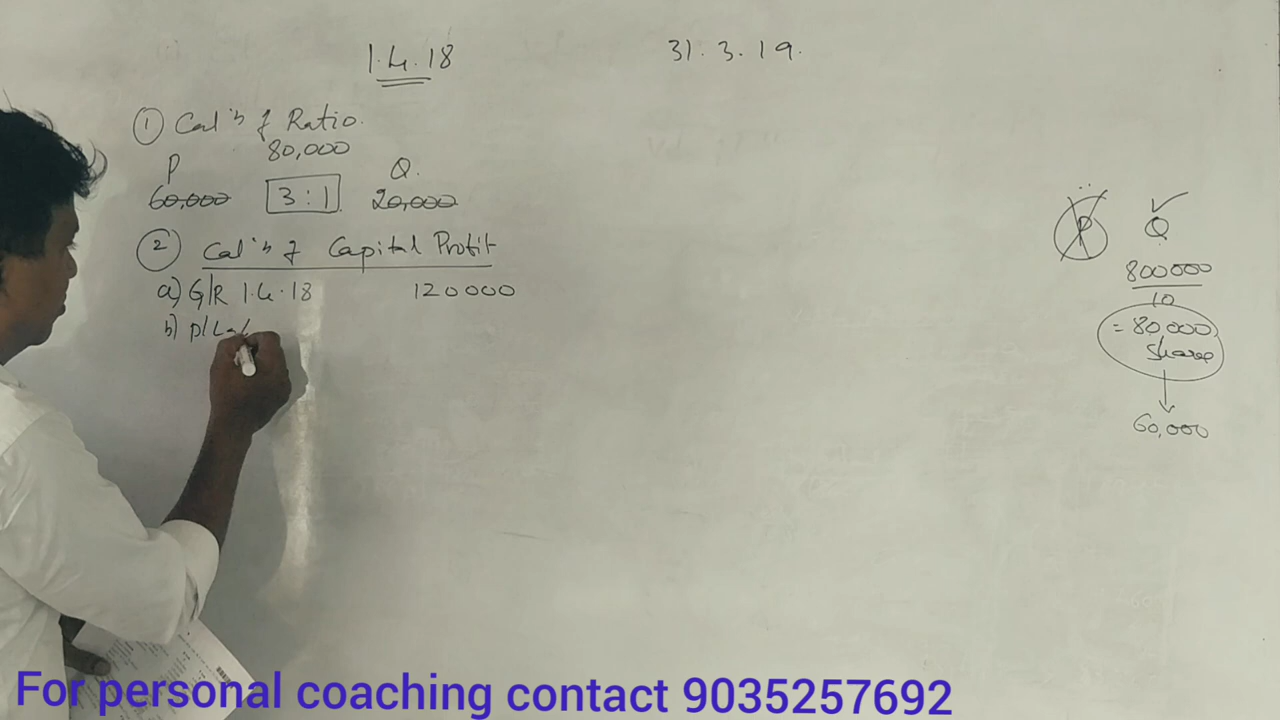 1.4.18
31.3.19.
① Cal'n of Ratio.
80,000
P
Q.
60,000
3 : 1
20,000
② Cal'n of Capital Profit
a) G/R 1.4.18 120000
b) P/L a/
P
Q
800000
10
= 80,000
Shares
60,000
For personal coaching contact 9035257692